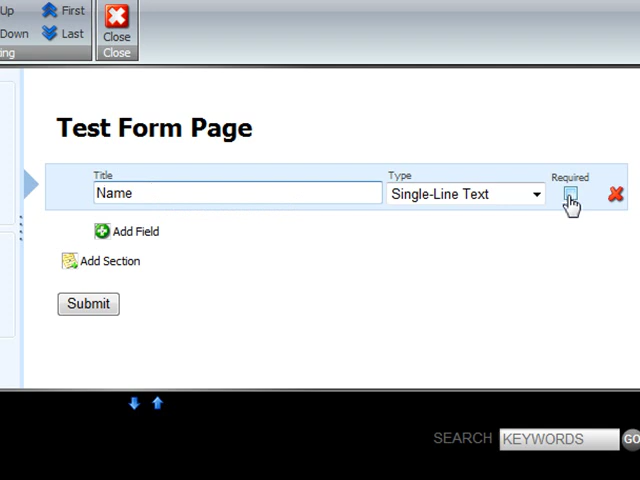 Up
First
Down
Last
Close
ing
Close
Test Form Page
Title
Type
Required
Name
Single-Line Text
Add Field
Add Section
Submit
SEARCH
KEYWORDS
GO